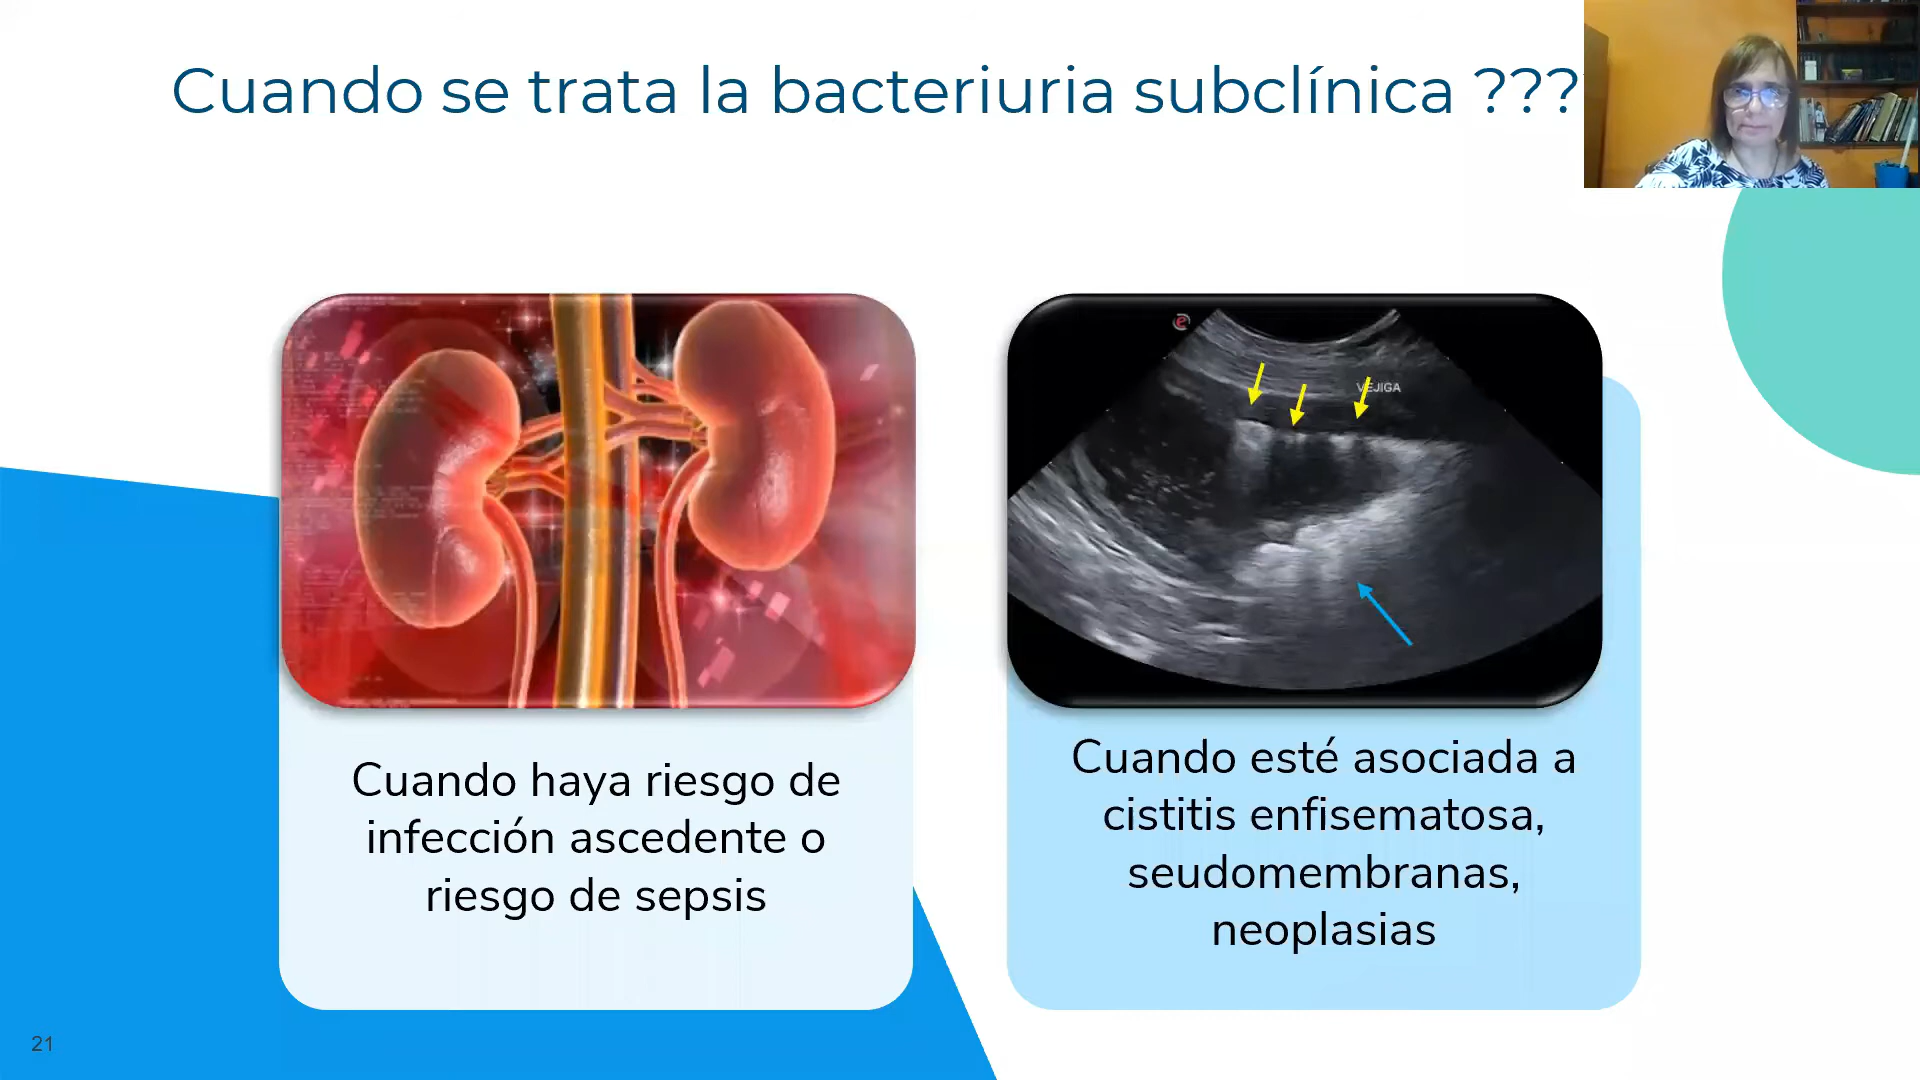 Cuando se trata la bacteriuria subclínica ???
VEJIGA
Cuando haya riesgo de
infección ascedente o
riesgo de sepsis
Cuando esté asociada a
cistitis enfisematosa,
seudomembranas,
neoplasias
21